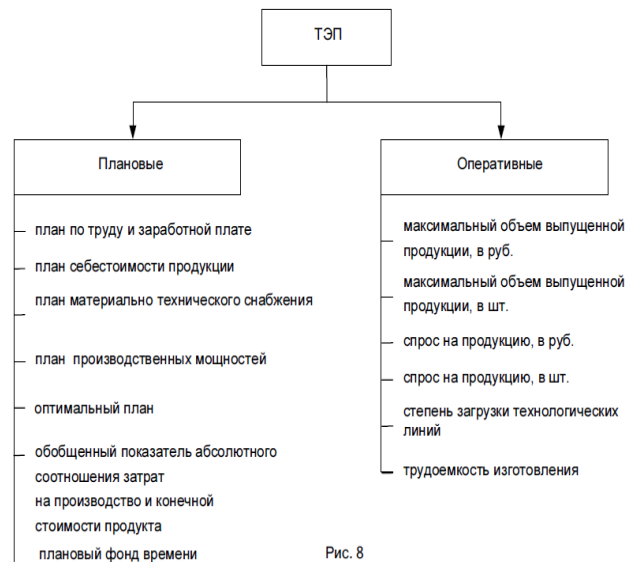 ТЭП
Плановые
план по труду и заработной плате
план себестоимости продукции
план материально технического снабжения
план производственных мощностей
оптимальный план
обобщенный показатель абсолютного
соотношения затрат
на производство и конечной
стоимости продукта
плановый фонд времени
Оперативные
максимальный объем выпущенной
продукции, в руб.
максимальный объем выпущенной
продукции, в шт.
спрос на продукцию, в руб.
спрос на продукцию, в шт.
степень загрузки технологических
линий
трудоемкость изготовления
Рис. 8